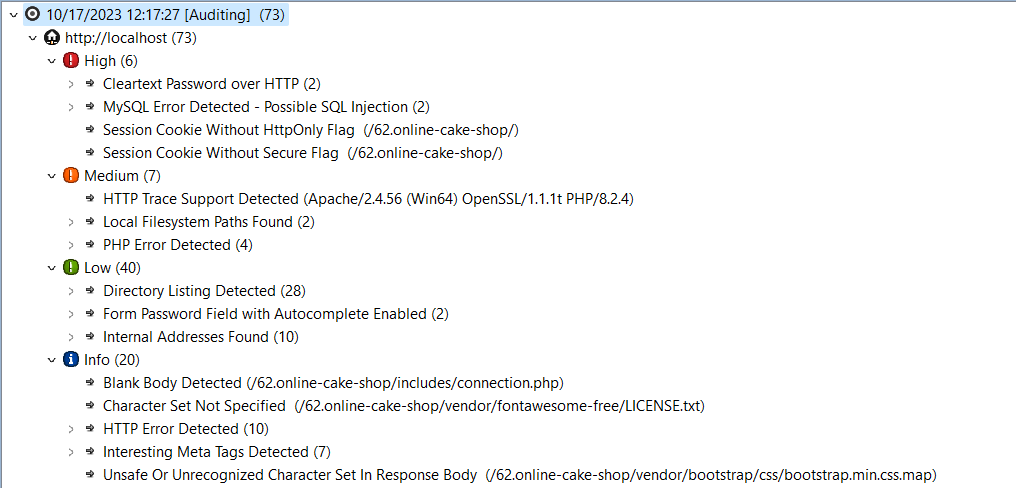 10/17/2023 12:17:27 [Auditing] (73)
http://localhost (73)
High (6)
Cleartext Password over HTTP (2)
MySQL Error Detected - Possible SQL Injection (2)
Session Cookie Without HttpOnly Flag (/62.online-cake-shop/)
Session Cookie Without Secure Flag (/62.online-cake-shop/)
Medium (7)
HTTP Trace Support Detected (Apache/2.4.56 (Win64) OpenSSL/1.1.1t PHP/8.2.4)
Local Filesystem Paths Found (2)
PHP Error Detected (4)
Low (40)
Directory Listing Detected (28)
Form Password Field with Autocomplete Enabled (2)
Internal Addresses Found (10)
Info (20)
Blank Body Detected (/62.online-cake-shop/includes/connection.php)
Character Set Not Specified (/62.online-cake-shop/vendor/fontawesome-free/LICENSE.txt)
HTTP Error Detected (10)
Interesting Meta Tags Detected (7)
Unsafe Or Unrecognized Character Set In Response Body (/62.online-cake-shop/vendor/bootstrap/css/bootstrap.min.css.map)